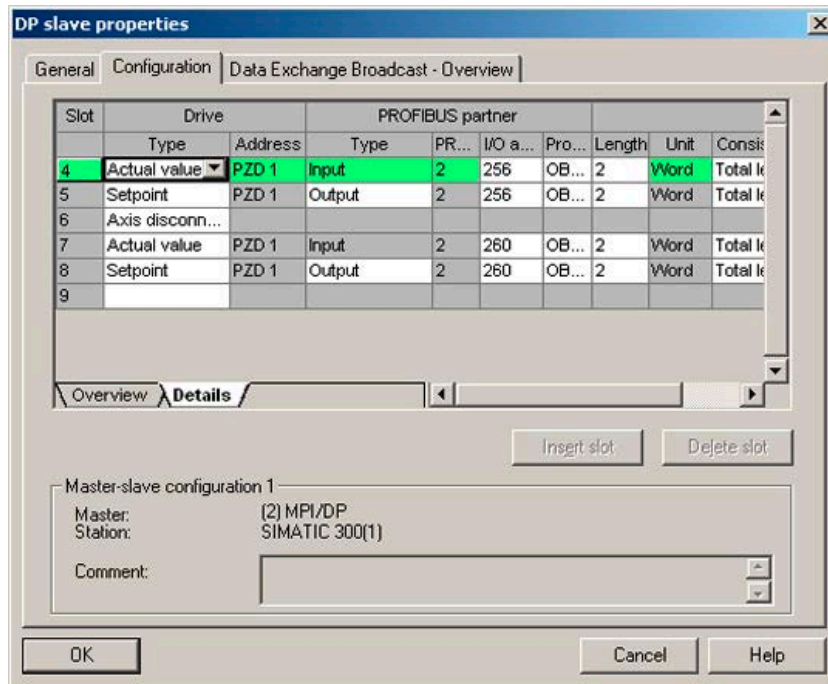 DP slave properties
General Configuration Data Exchange Broadcast - Overview
Slot Drive PROFIBUS partner
Type Address Type PR... I/O a... Pro... Length Unit Consis
4 Actual value PZD 1 Input 2 256 OB... 2 Word Total le
5 Setpoint PZD 1 Output 2 256 OB... 2 Word Total le
6 Axis disconn...
7 Actual value PZD 1 Input 2 260 OB... 2 Word Total le
8 Setpoint PZD 1 Output 2 260 OB... 2 Word Total le
9
Overview Details
Insert slot Delete slot
Master-slave configuration 1
Master: (2) MPI/DP
Station: SIMATIC 300(1)
Comment:
OK Cancel Help